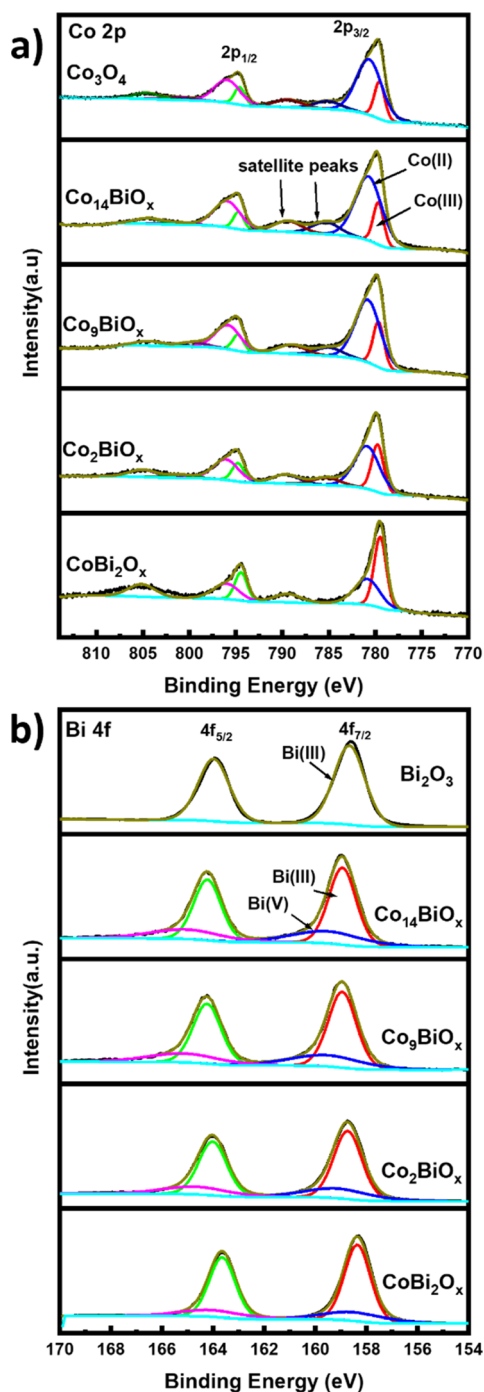 a)
Co 2p
2p1/2
2p3/2
Co3O4
Co14BiOx
satellite peaks
Co(II)
Co(III)
Co9BiOx
Co2BiOx
CoBi2Ox
Intensity(a.u)
810 805 800 795 790 785 780 775 770
Binding Energy (eV)
b)
Bi 4f
4f5/2
4f7/2
Bi(III)
Bi2O3
Bi(III)
Bi(V)
Co14BiOx
Co9BiOx
Co2BiOx
CoBi2Ox
Intensity(a.u.)
170 168 166 164 162 160 158 156 154
Binding Energy (eV)